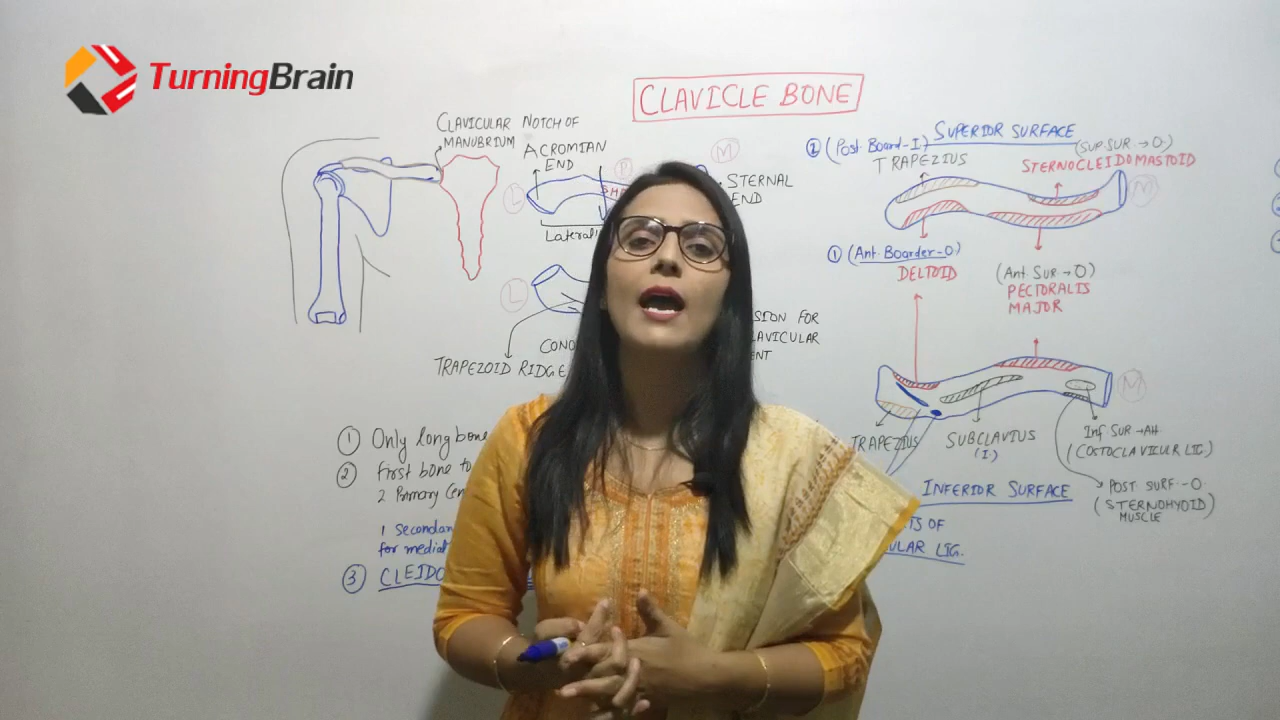 TurningBrain
CLAVICLE BONE
CLAVICULAR NOTCH OF
MANUBRIUM
ACROMIAN
END
STERNAL
END
M
L
Lateral
L
TRAPEZOID RIDGE
SION FOR
LAVICULAR
ENT
① Only long bone
② First bone to
2 Primary Cen
1 secondar
for medial
③ CLEIDO
SUPERIOR SURFACE
② (Post. Board-I)
TRAPEZIUS
(SUP. SUR → O)
STERNOCLEIDOMASTOID
M
① (Ant. Boarder-O)
DELTOID
(Ant. SUR → O)
PECTORALIS
MAJOR
M
TRAPEZIUS
SUBCLAVIUS
(I.)
Inf SUR → AH.
(COSTOCLAVICULR LIG.)
INFERIOR SURFACE
POST. SURF. - O.
(STERNOHYOID)
MUSCLE
TS OF
ULAR LIG.